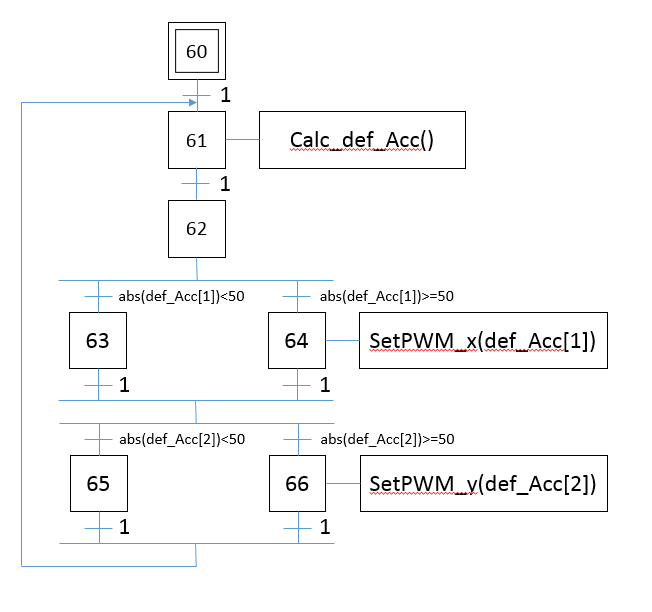 60
1
61
Calc_def_Acc()
1
62
abs(def_Acc[1])<50
abs(def_Acc[1])>=50
63
64
SetPWM_x(def_Acc[1])
1
1
abs(def_Acc[2])<50
abs(def_Acc[2])>=50
65
66
SetPWM_y(def_Acc[2])
1
1